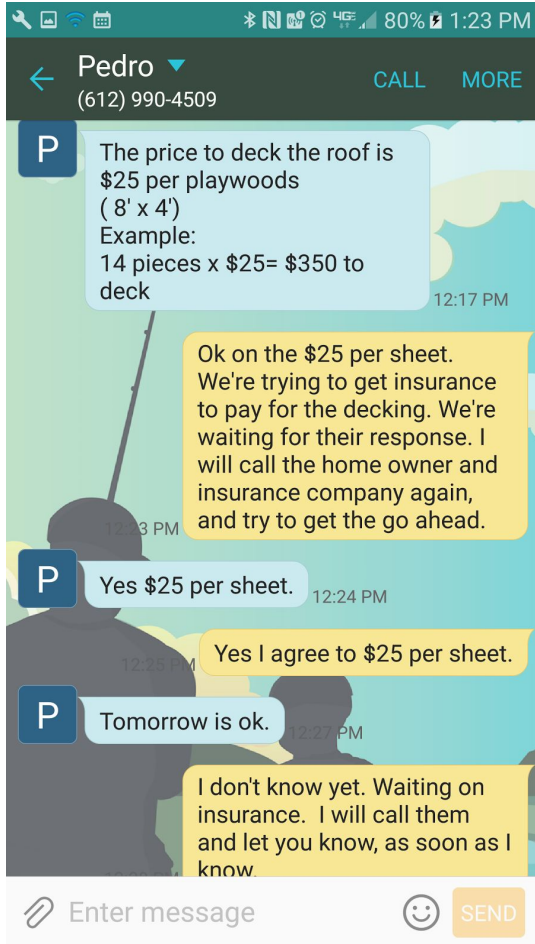 80% 1:23 PM
Pedro
(612) 990-4509
CALL MORE
P
The price to deck the roof is
$25 per playwoods
( 8' x 4')
Example:
14 pieces x $25= $350 to
deck
12:17 PM
Ok on the $25 per sheet.
We're trying to get insurance
to pay for the decking. We're
waiting for their response. I
will call the home owner and
insurance company again,
and try to get the go ahead.
12:23 PM
P
Yes $25 per sheet.
12:24 PM
Yes I agree to $25 per sheet.
12:25 PM
P
Tomorrow is ok.
12:27 PM
I don't know yet. Waiting on
insurance. I will call them
and let you know, as soon as I
know.
Enter message
SEND